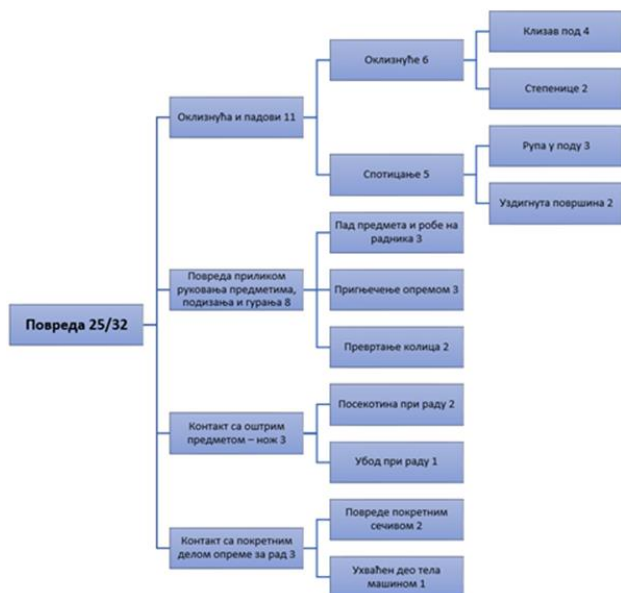 Повреда 25/32
Оклизнућа и падови 11
Оклизнуће 6
Клизав под 4
Степенице 2
Спотицање 5
Рупа у поду 3
Уздигнута површина 2
Повреда приликом
руковања предметима,
подизања и гурања 8
Пад предмета и робе на
радника 3
Пригњечење опремом 3
Превртање колица 2
Контакт са оштрим
предметом – нож 3
Посекотина при раду 2
Убод при раду 1
Контакт са покретним
делом опреме за рад 3
Повреде покретним
сечивом 2
Ухваћен део тела
машином 1